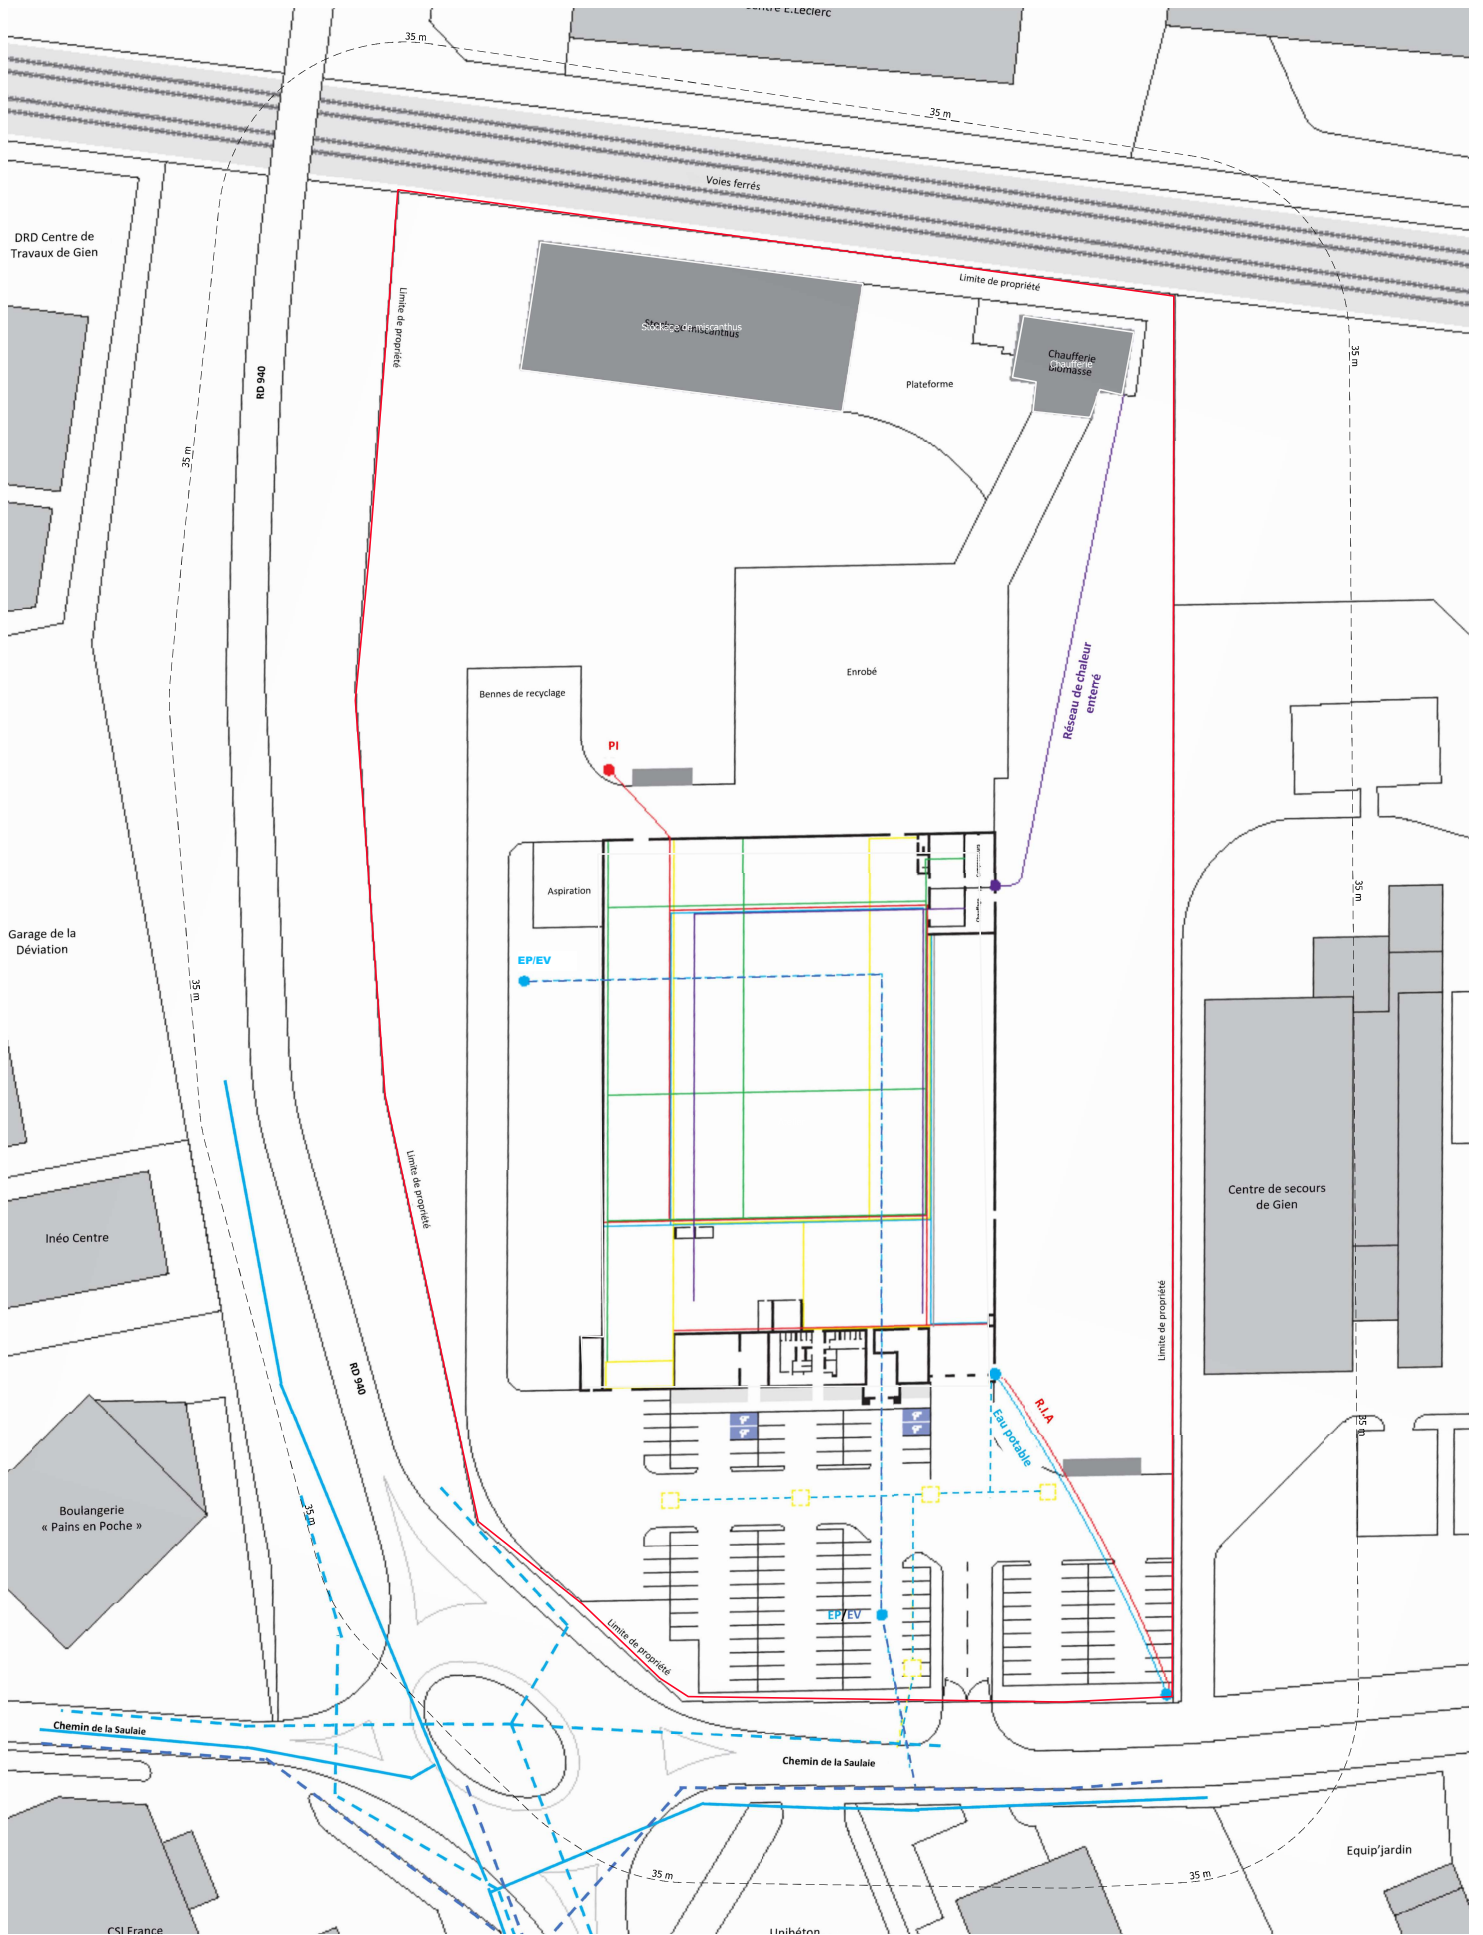 Centre E.Leclerc
35 m
35 m
Voies ferrés
DRD Centre de
Travaux de Gien
Limite de propriété
Limite de propriété
Stockage de miscanthus
Stockage miscanthus
Chaufferie
biomasse
Chaufferie
35 m
RD 940
Plateforme
35 m
Réseau de chaleur
enterré
Enrobé
Bennes de recyclage
PI
Aspiration
35 m
Garage de la
Déviation
EP/EV
35 m
Limite de propriété
Centre de secours
de Gien
Inéo Centre
Limite de propriété
RD 940
R.I.A
Eau potable
35 m
Boulangerie
« Pains en Poche »
35 m
EP/EV
Limite de propriété
Chemin de la Saulaie
Chemin de la Saulaie
Equip'jardin
35 m
35 m
CSI France
Unibéton